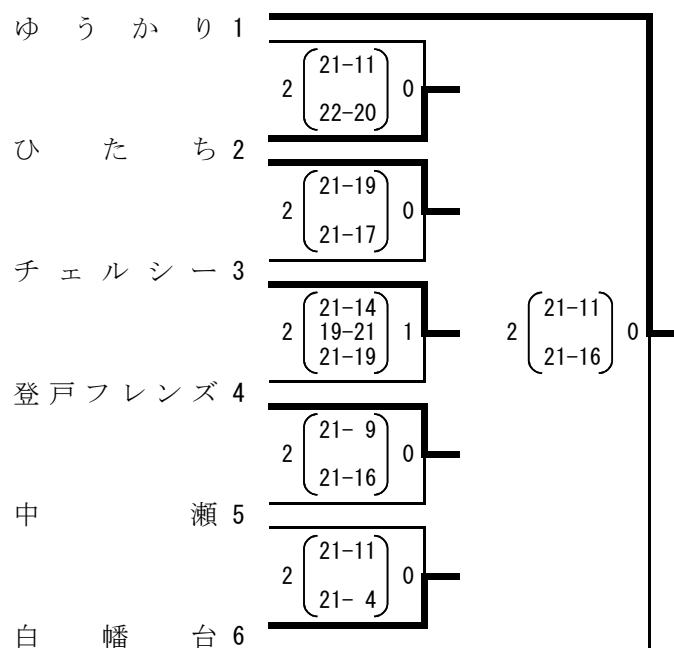 ゆうかり 1
2 21-11 0
22-20
ひたち 2
2 21-19 0
21-17
チェルシー 3
21-14
2 19-21 1
21-19
2 21-11 0
21-16
登戸フレンズ 4
2 21- 9 0
21-16
中瀬 5
2 21-11 0
21- 4
白幡台 6